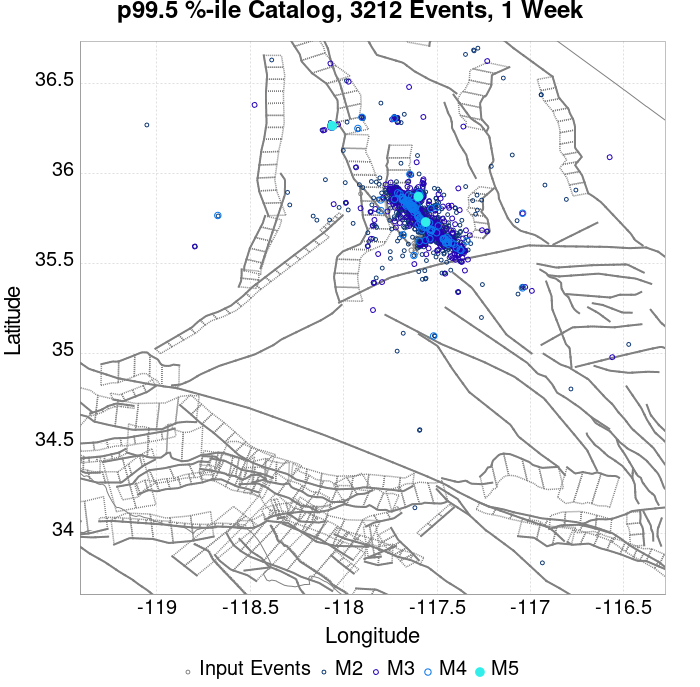 p99.5 %-ile Catalog, 3212 Events, 1 Week
36.5
36
35.5
35
34.5
34
Latitude
-119 -118.5 -118 -117.5 -117 -116.5
Longitude
Input Events M2 M3 M4 M5